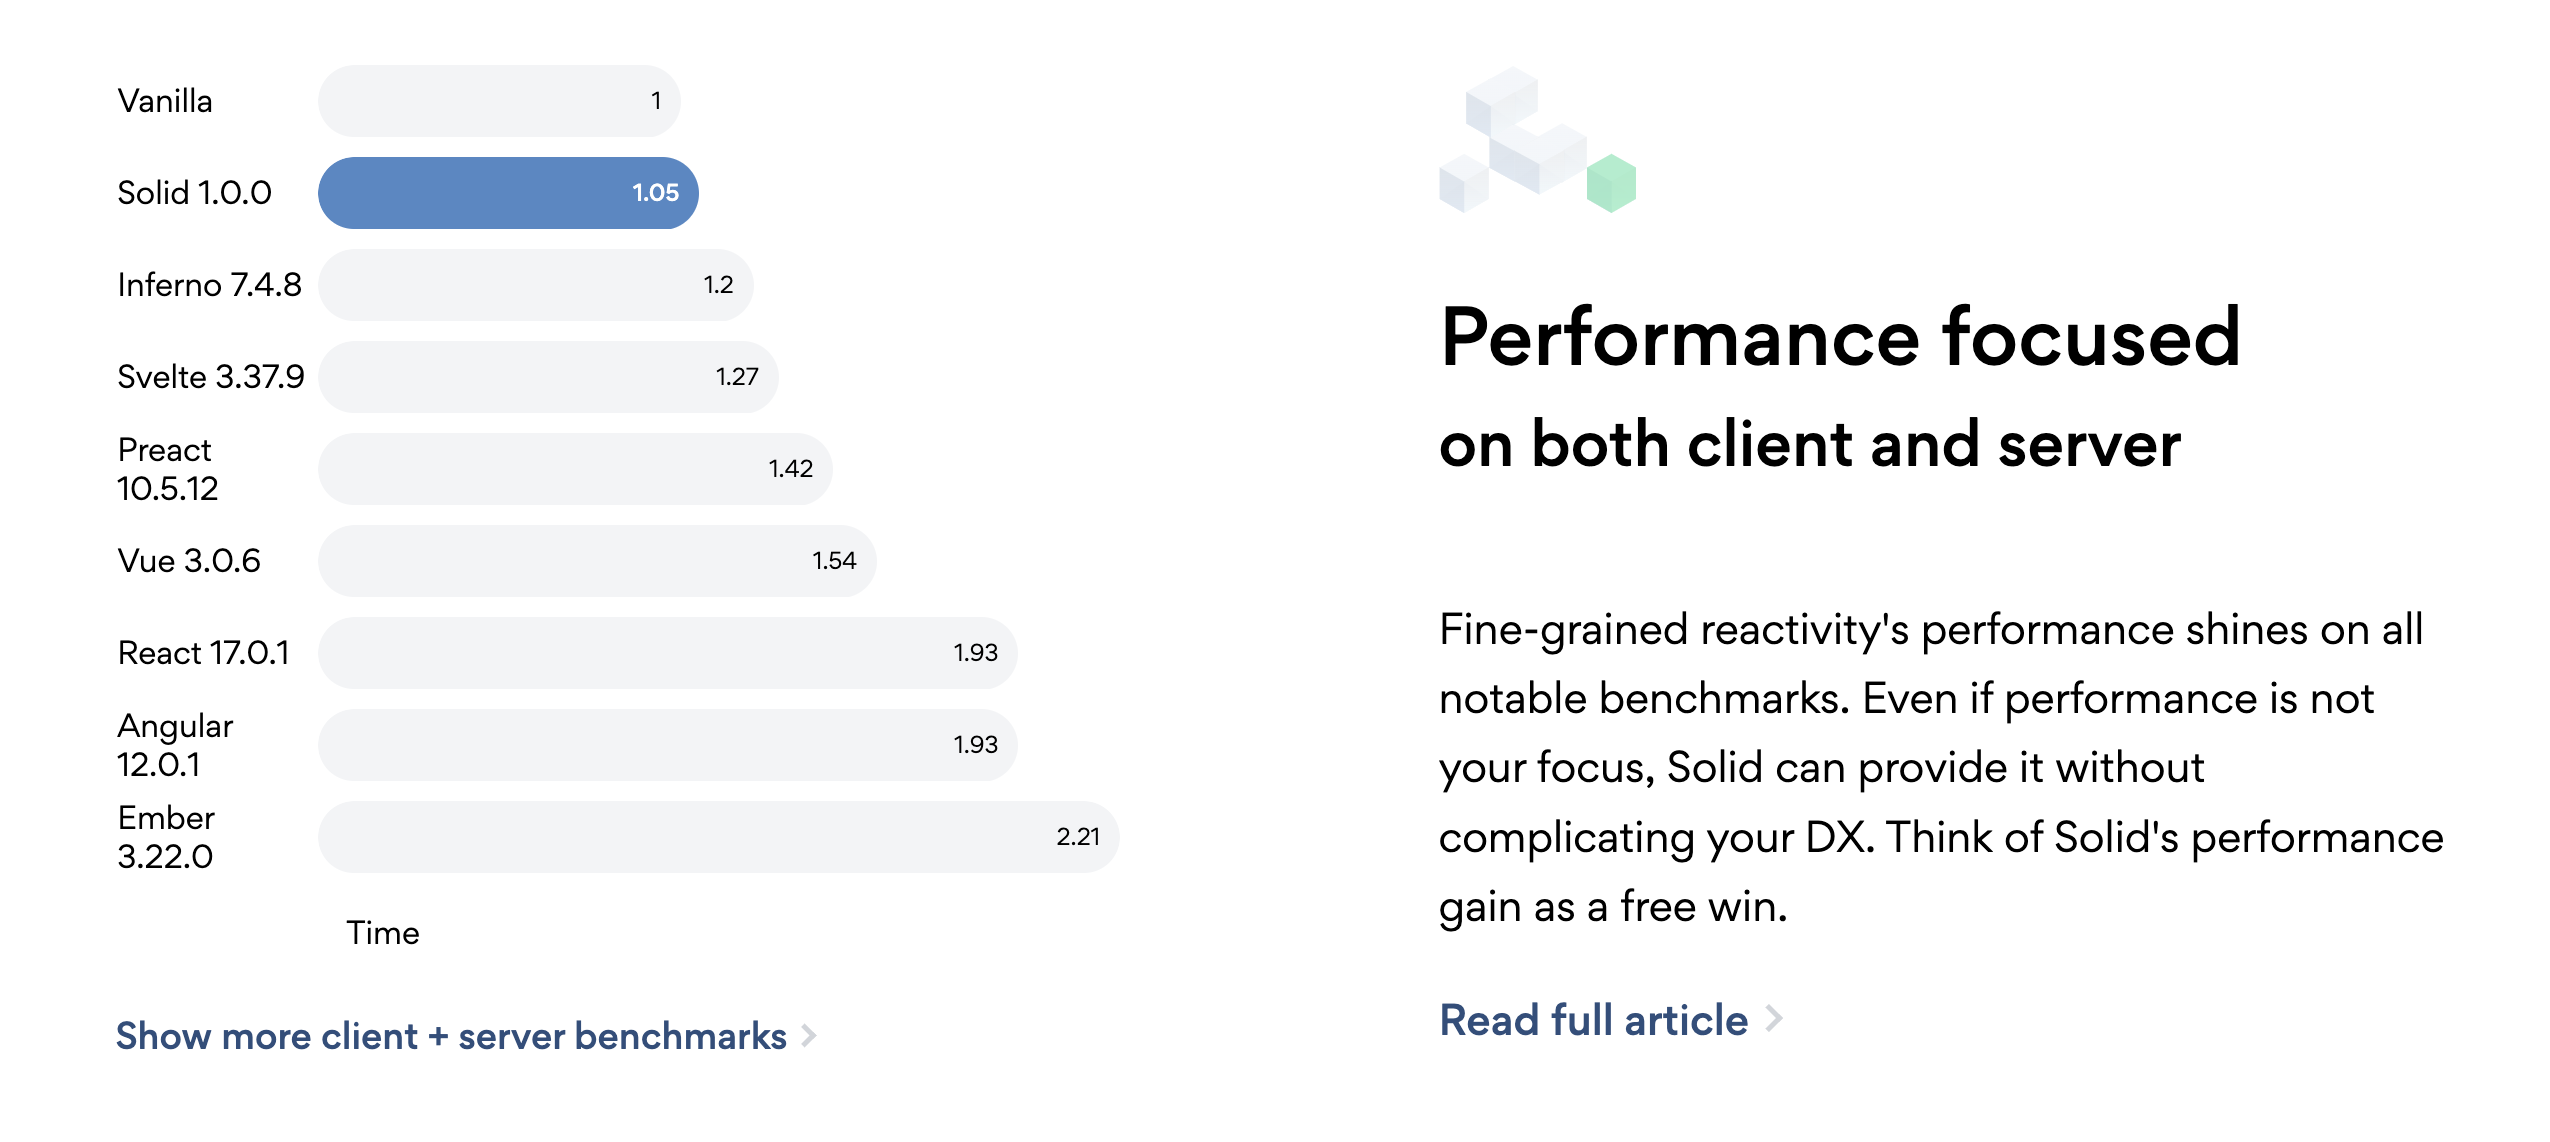 Vanilla
1
Solid 1.0.0
1.05
Inferno 7.4.8
1.2
Svelte 3.37.9
1.27
Preact
10.5.12
1.42
Vue 3.0.6
1.54
React 17.0.1
1.93
Angular
12.0.1
1.93
Ember
3.22.0
2.21
Time
Show more client + server benchmarks
Performance focused
on both client and server
Fine-grained reactivity's performance shines on all
notable benchmarks. Even if performance is not
your focus, Solid can provide it without
complicating your DX. Think of Solid's performance
gain as a free win.
Read full article